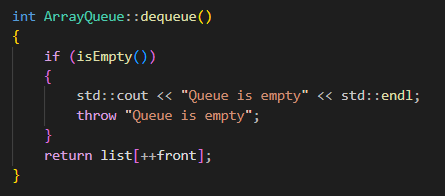 int ArrayQueue::dequeue()
{
    if (isEmpty())
    {
        std::cout << "Queue is empty" << std::endl;
        throw "Queue is empty";
    }
    return list[++front];
}